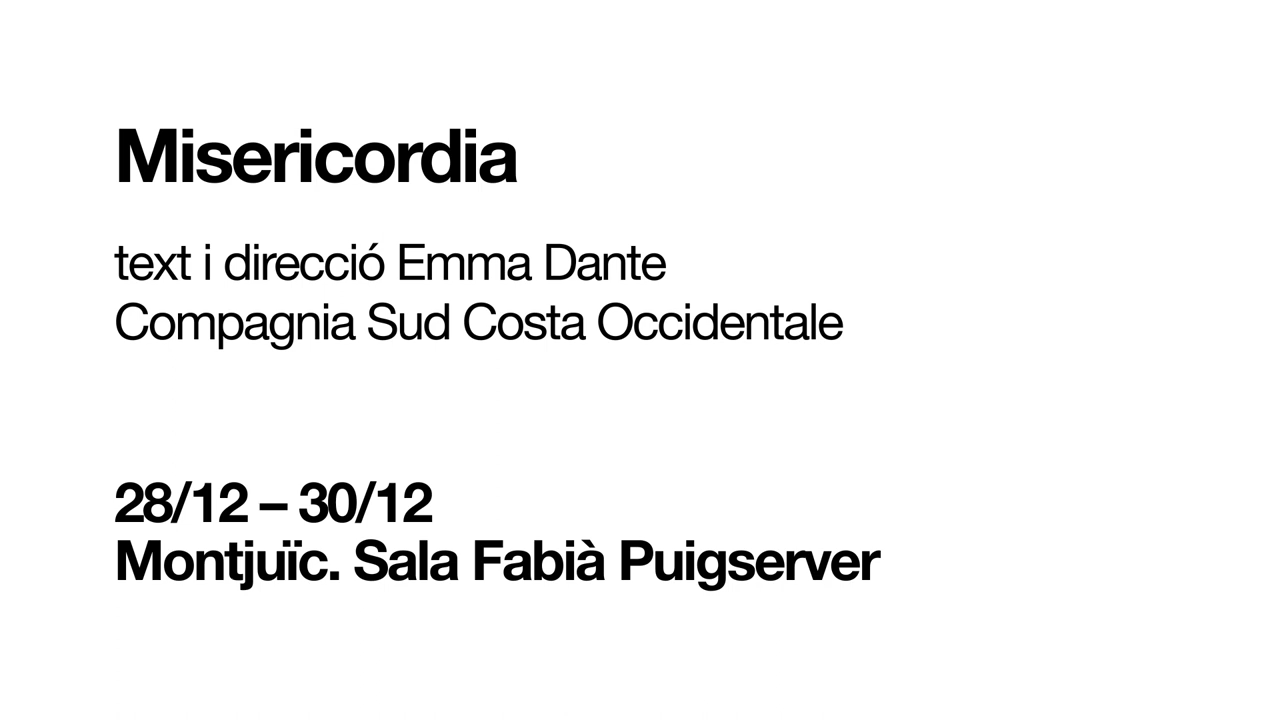 Misericordia
text i direcció Emma Dante
Compagnia Sud Costa Occidentale
28/12 – 30/12
Montjuïc. Sala Fabià Puigserver